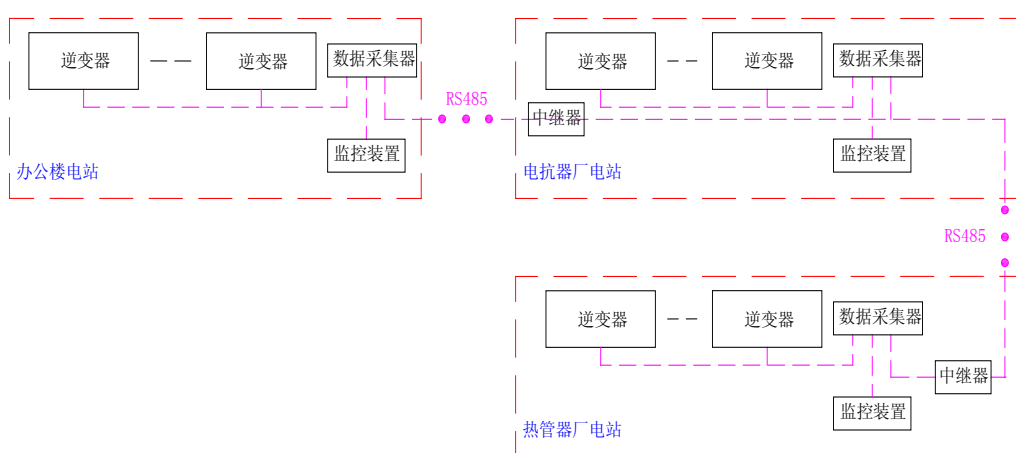 逆变器
逆变器
数据采集器
监控装置
办公楼电站
RS485
逆变器
逆变器
数据采集器
中继器
监控装置
电抗器厂电站
RS485
逆变器
逆变器
数据采集器
中继器
监控装置
热管器厂电站